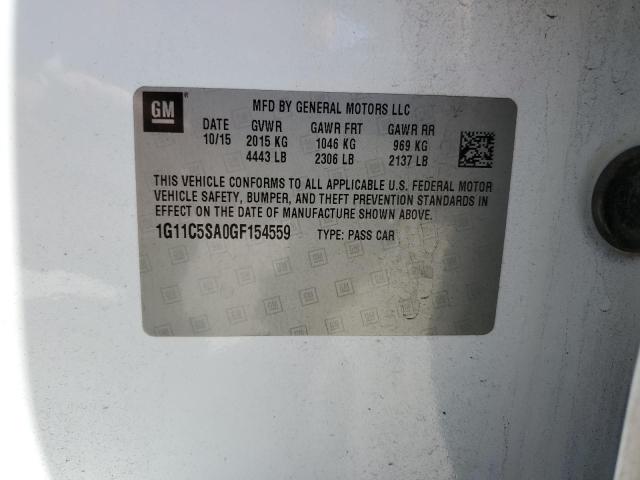 GM ®
MFD BY GENERAL MOTORS LLC
DATE GVWR GAWR FRT GAWR RR
10/15 2015 KG 1046 KG 969 KG
4443 LB 2306 LB 2137 LB
THIS VEHICLE CONFORMS TO ALL APPLICABLE U.S. FEDERAL MOTOR
VEHICLE SAFETY, BUMPER, AND THEFT PREVENTION STANDARDS IN
EFFECT ON THE DATE OF MANUFACTURE SHOWN ABOVE.
1G11C5SA0GF154559 TYPE: PASS CAR